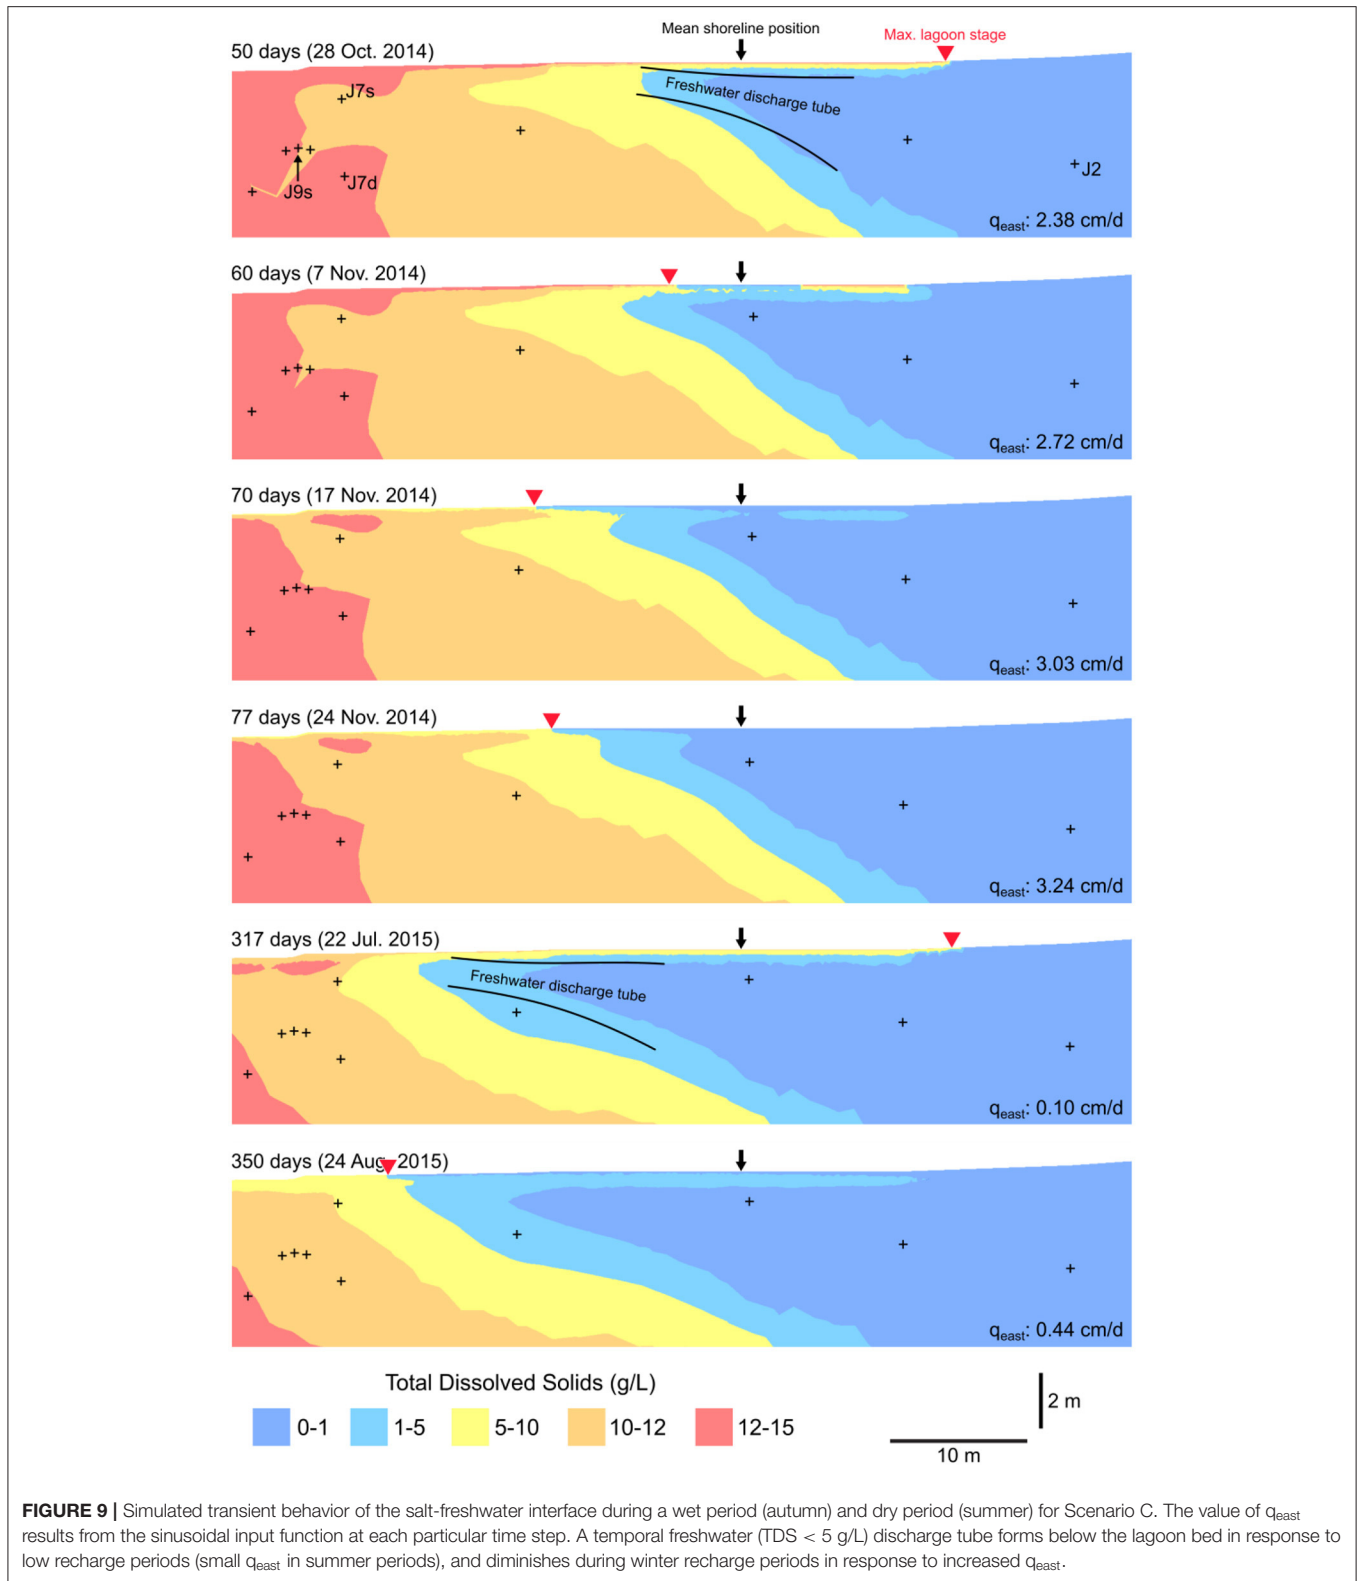 Mean shoreline position
Max. lagoon stage
50 days (28 Oct. 2014)
Freshwater discharge tube
J7s
J9s
J7d
J2
qeast: 2.38 cm/d
60 days (7 Nov. 2014)
qeast: 2.72 cm/d
70 days (17 Nov. 2014)
qeast: 3.03 cm/d
77 days (24 Nov. 2014)
qeast: 3.24 cm/d
317 days (22 Jul. 2015)
Freshwater discharge tube
qeast: 0.10 cm/d
350 days (24 Aug. 2015)
qeast: 0.44 cm/d
Total Dissolved Solids (g/L)
0-1 1-5 5-10 10-12 12-15
2 m
10 m
FIGURE 9 | Simulated transient behavior of the salt-freshwater interface during a wet period (autumn) and dry period (summer) for Scenario C. The value of qeast
results from the sinusoidal input function at each particular time step. A temporal freshwater (TDS < 5 g/L) discharge tube forms below the lagoon bed in response to
low recharge periods (small qeast in summer periods), and diminishes during winter recharge periods in response to increased qeast.